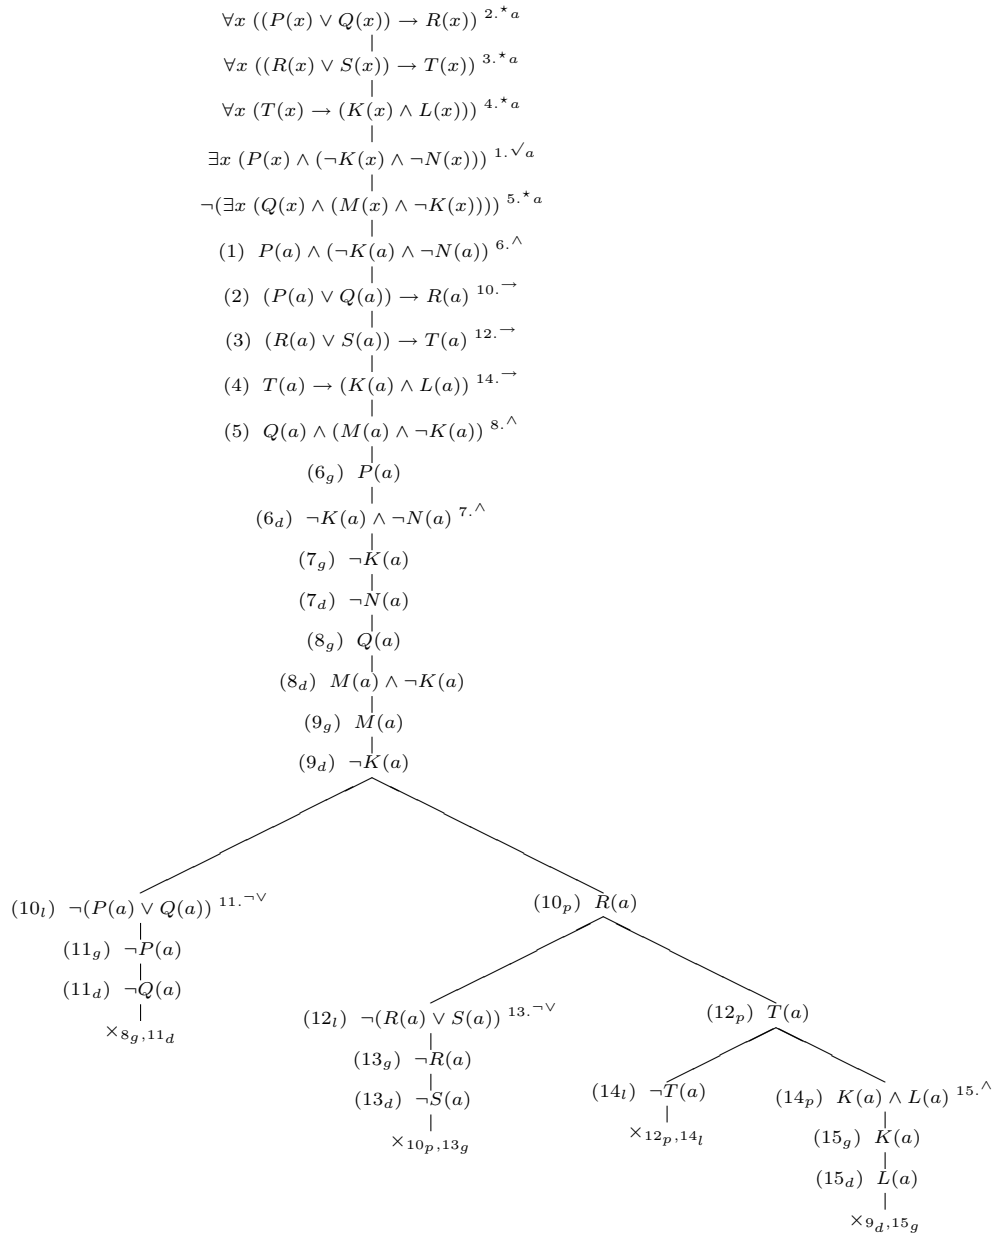 ∀x ((P(x) ∨ Q(x)) → R(x)) 2.⋆a
∀x ((R(x) ∨ S(x)) → T(x)) 3.⋆a
∀x (T(x) → (K(x) ∧ L(x))) 4.⋆a
∃x (P(x) ∧ (¬K(x) ∧ ¬N(x))) 1.√a
¬(∃x (Q(x) ∧ (M(x) ∧ ¬K(x)))) 5.⋆a
(1) P(a) ∧ (¬K(a) ∧ ¬N(a)) 6.∧
(2) (P(a) ∨ Q(a)) → R(a) 10.→
(3) (R(a) ∨ S(a)) → T(a) 12.→
(4) T(a) → (K(a) ∧ L(a)) 14.→
(5) Q(a) ∧ (M(a) ∧ ¬K(a)) 8.∧
(6g) P(a)
(6d) ¬K(a) ∧ ¬N(a) 7.∧
(7g) ¬K(a)
(7d) ¬N(a)
(8g) Q(a)
(8d) M(a) ∧ ¬K(a)
(9g) M(a)
(9d) ¬K(a)
(10l) ¬(P(a) ∨ Q(a)) 11.¬∨
(11g) ¬P(a)
(11d) ¬Q(a)
×8g,11d
(10p) R(a)
(12l) ¬(R(a) ∨ S(a)) 13.¬∨
(13g) ¬R(a)
(13d) ¬S(a)
×10p,13g
(12p) T(a)
(14l) ¬T(a)
×12p,14l
(14p) K(a) ∧ L(a) 15.∧
(15g) K(a)
(15d) L(a)
×9d,15g